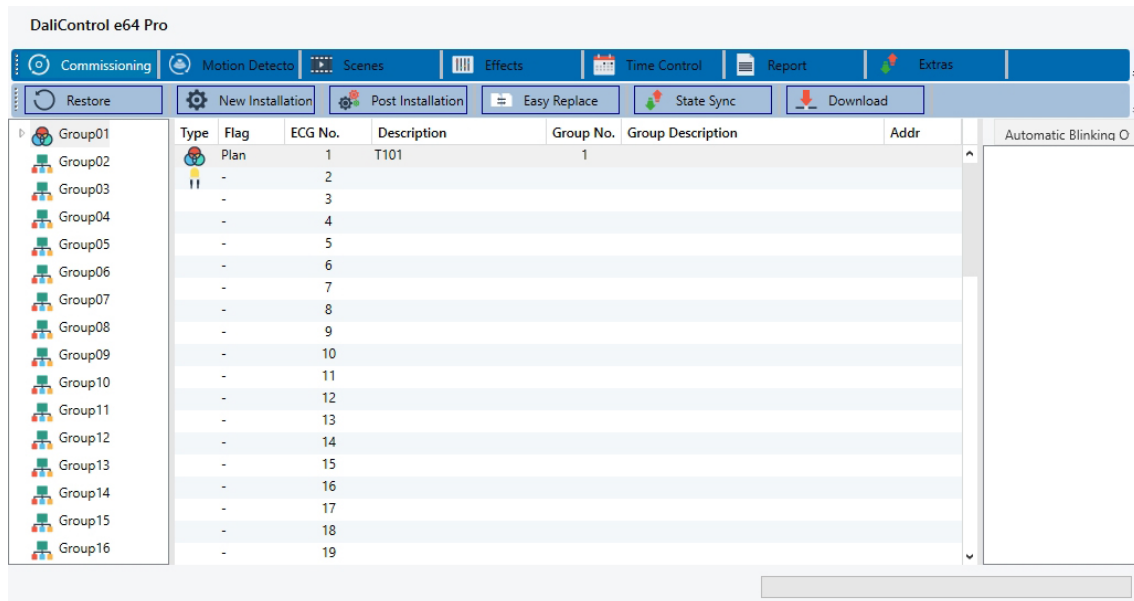 DaliControl e64 Pro
Commissioning Motion Detecto Scenes Effects Time Control Report Extras
Restore New Installation Post Installation Easy Replace State Sync Download
Group01
Group02
Group03
Group04
Group05
Group06
Group07
Group08
Group09
Group10
Group11
Group12
Group13
Group14
Group15
Group16
Type Flag ECG No. Description Group No. Group Description Addr
Plan 1 T101 1
- 2
- 3
- 4
- 5
- 6
- 7
- 8
- 9
- 10
- 11
- 12
- 13
- 14
- 15
- 16
- 17
- 18
- 19
Automatic Blinking O